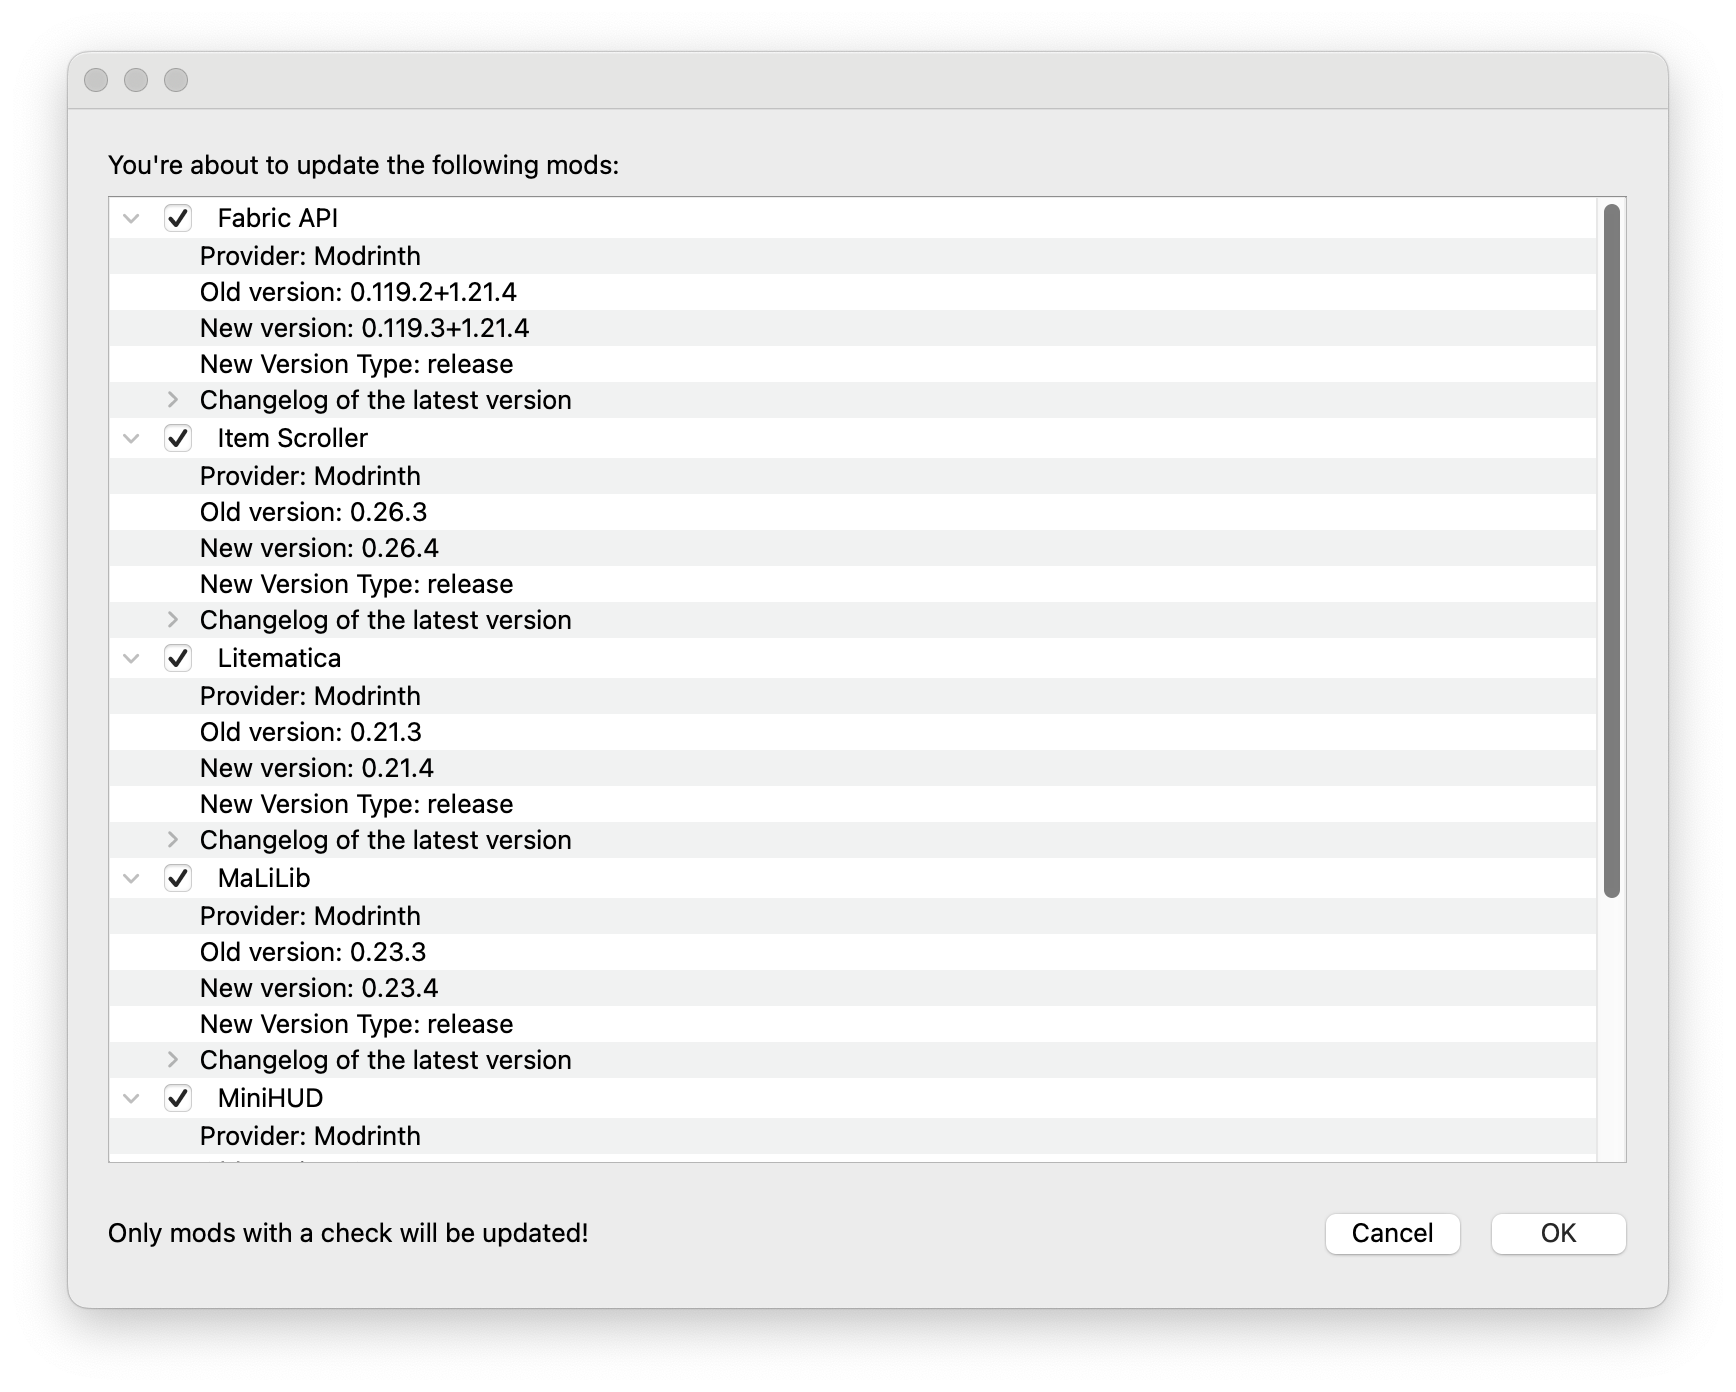 You're about to update the following mods:
Fabric API
Provider: Modrinth
Old version: 0.119.2+1.21.4
New version: 0.119.3+1.21.4
New Version Type: release
Changelog of the latest version
Item Scroller
Provider: Modrinth
Old version: 0.26.3
New version: 0.26.4
New Version Type: release
Changelog of the latest version
Litematica
Provider: Modrinth
Old version: 0.21.3
New version: 0.21.4
New Version Type: release
Changelog of the latest version
MaLiLib
Provider: Modrinth
Old version: 0.23.3
New version: 0.23.4
New Version Type: release
Changelog of the latest version
MiniHUD
Provider: Modrinth
Only mods with a check will be updated!
Cancel
OK